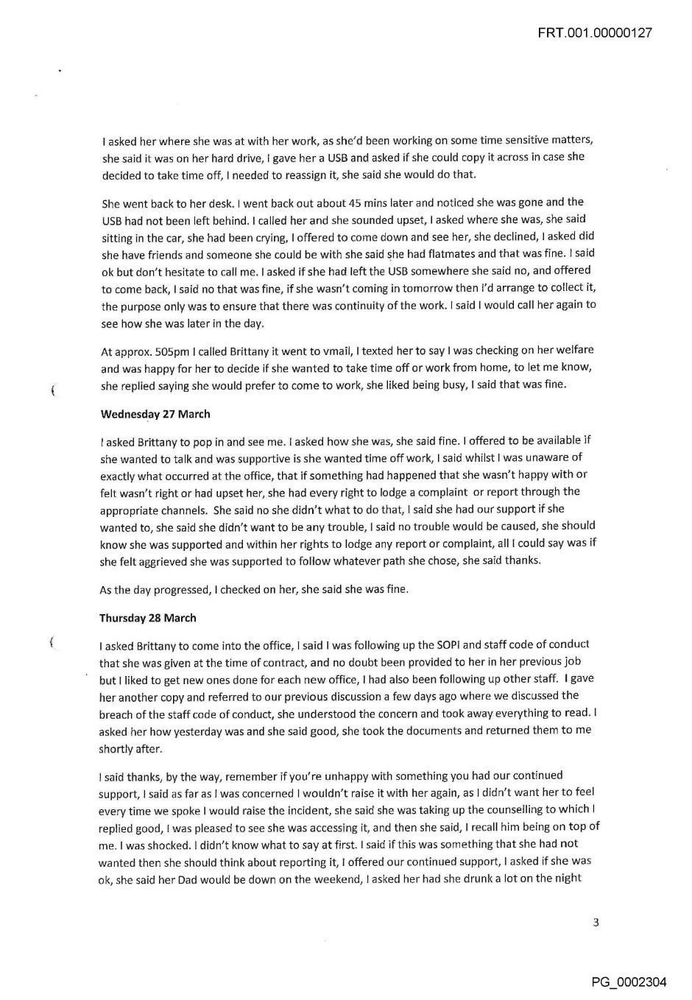 FRT.001.00000127
I asked her where she was at with her work, as she'd been working on some time sensitive matters,
she said it was on her hard drive, I gave her a USB and asked if she could copy it across in case she
decided to take time off, I needed to reassign it, she said she would do that.
She went back to her desk. I went back out about 45 mins later and noticed she was gone and the
USB had not been left behind. I called her and she sounded upset, I asked where she was, she said
sitting in the car, she had been crying, I offered to come down and see her, she declined, I asked did
she have friends and someone she could be with she said she had flatmates and that was fine. I said
ok but don't hesitate to call me. I asked if she had left the USB somewhere she said no, and offered
to come back, I said no that was fine, if she wasn't coming in tomorrow then i'd arrange to collect it,
the purpose only was to ensure that there was continuity of the work. I said I would call her again to
see how she was later in the day.
At approx. 505pm I called Brittany it went to vmail, I texted her to say I was checking on her welfare
and was happy for her to decide if she wanted to take time off or work from home, to let me know,
she replied saying she would prefer to come to work, she liked being busy, I said that was fine.
Wednesday 27 March
I asked Brittany to pop in and see me. I asked how she was, she said fine. I offered to be available if
she wanted to talk and was supportive is she wanted time off work, I said whilst I was unaware of
exactly what occurred at the office, that if something had happened that she wasn't happy with or
felt wasn't right or had upset her, she had every right to lodge a complaint or report through the
appropriate channels. She said no she didn't what to do that, I said she had our support if she
wanted to, she said she didn't want to be any trouble, I said no trouble would be caused, she should
know she was supported and within her rights to lodge any report or complaint, all I could say was if
she felt aggrieved she was supported to follow whatever path she chose, she said thanks.
As the day progressed, I checked on her, she said she was fine.
Thursday 28 March
I asked Brittany to come into the office, I said I was following up the SOPI and staff code of conduct
that she was given at the time of contract, and no doubt been provided to her in her previous job
but I liked to get new ones done for each new office, I had also been following up other staff. I gave
her another copy and referred to our previous discussion a few days ago where we discussed the
breach of the staff code of conduct, she understood the concern and took away everything to read. I
asked her how yesterday was and she said good, she took the documents and returned them to me
shortly after.
I said thanks, by the way, remember if you're unhappy with something you had our continued
support, I said as far as I was concerned I wouldn't raise it with her again, as I didn't want her to feel
every time we spoke I would raise the incident, she said she was taking up the counselling to which I
replied good, I was pleased to see she was accessing it, and then she said, I recall him being on top of
me. I was shocked. I didn't know what to say at first. I said if this was something that she had not
wanted then she should think about reporting it, I offered our continued support, I asked if she was
ok, she said her Dad would be down on the weekend, I asked her had she drunk a lot on the night
3
PG_0002304